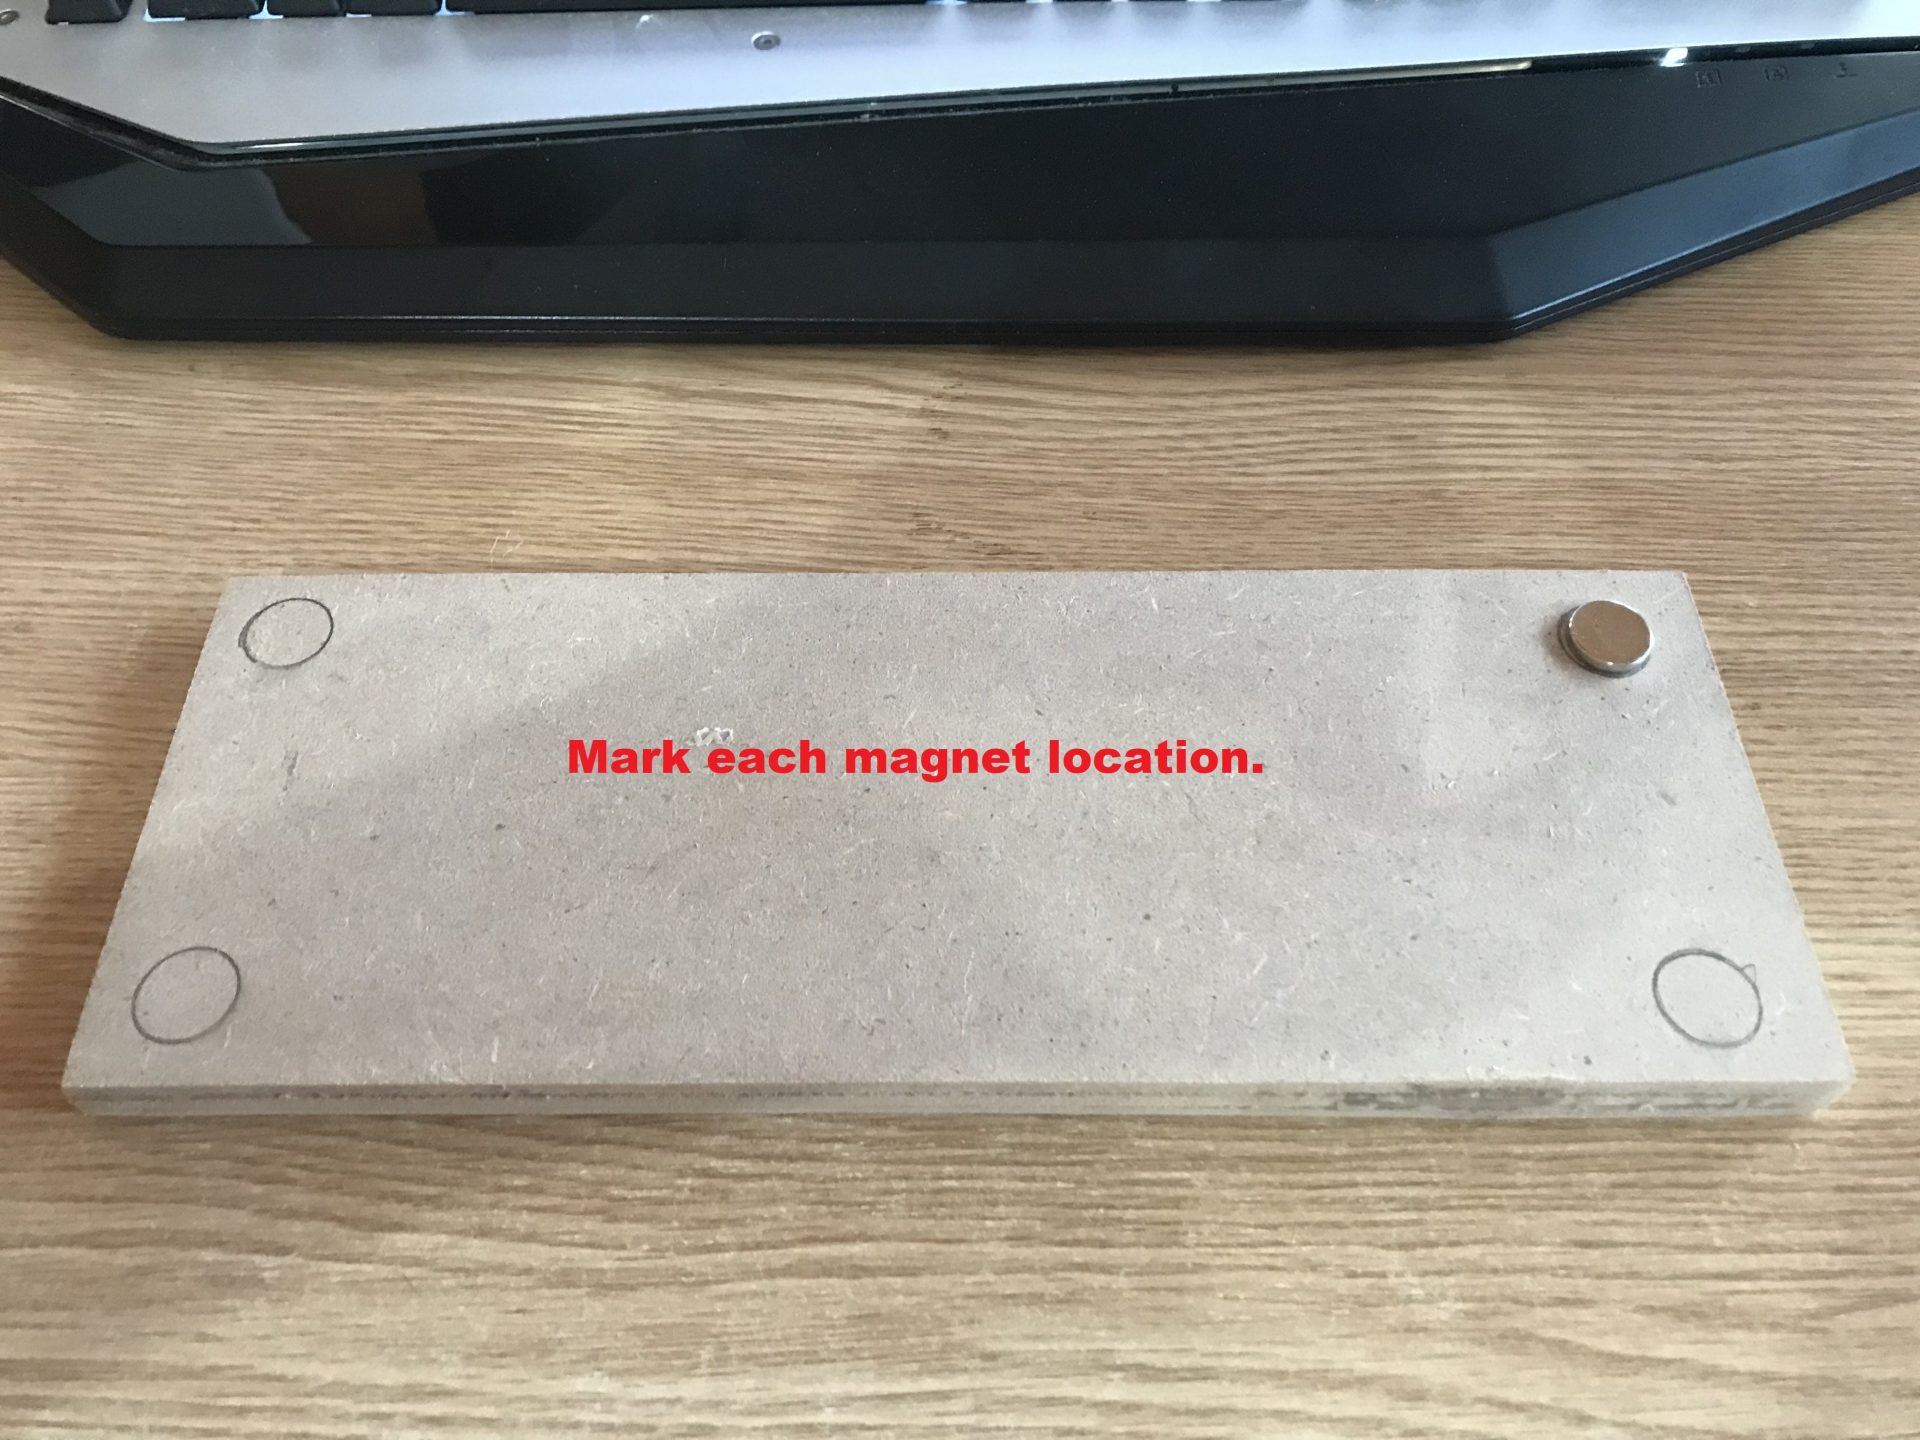 Mark each magnet location.